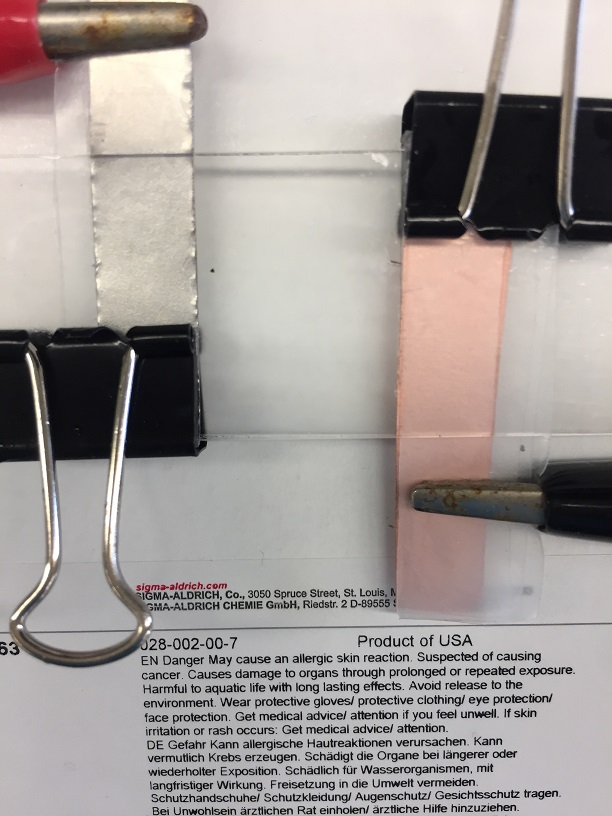 sigma-aldrich.com
SIGMA-ALDRICH, Co., 3050 Spruce Street, St. Louis,
SIGMA-ALDRICH CHEMIE GmbH, Riedstr. 2 D-89555
63
028-002-00-7 Product of USA
EN Danger May cause an allergic skin reaction. Suspected of causing
cancer. Causes damage to organs through prolonged or repeated exposure.
Harmful to aquatic life with long lasting effects. Avoid release to the
environment. Wear protective gloves/ protective clothing/ eye protection/
face protection. Get medical advice/ attention if you feel unwell. If skin
irritation or rash occurs: Get medical advice/ attention.
DE Gefahr Kann allergische Hautreaktionen verursachen. Kann
vermutlich Krebs erzeugen. Schädigt die Organe bei längerer oder
wiederholter Exposition. Schädlich für Wasserorganismen, mit
langfristiger Wirkung. Freisetzung in die Umwelt vermeiden.
Schutzhandschuhe/ Schutzkleidung/ Augenschutz/ Gesichtsschutz tragen.
Bei Unwohlsein ärztlichen Rat einholen/ ärztliche Hilfe hinzuziehen.